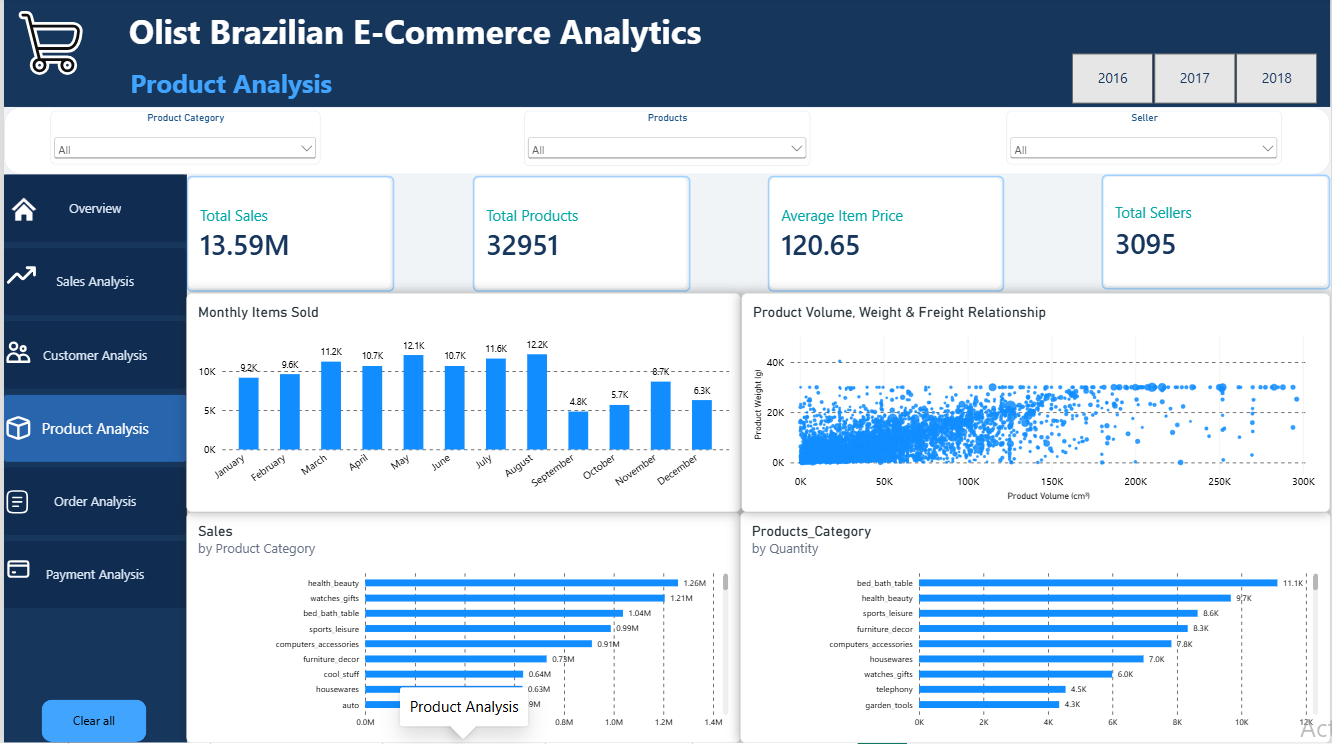 Olist Brazilian E-Commerce Analytics
Product Analysis
2016 2017 2018
Product Category
All
Products
All
Seller
All
Overview
Sales Analysis
Customer Analysis
Product Analysis
Order Analysis
Payment Analysis
Clear all
Total Sales
13.59M
Total Products
32951
Average Item Price
120.65
Total Sellers
3095
Monthly Items Sold
10K
5K
0K
9.2K
9.6K
11.2K
10.7K
12.1K
10.7K
11.6K
12.2K
4.8K
5.7K
8.7K
6.3K
January
February
March
April
May
June
July
August
September
October
November
December
Product Volume, Weight & Freight Relationship
Product Weight (g)
40K
20K
0K
0K 50K 100K 150K 200K 250K 300K
Product Volume (cm³)
Sales
by Product Category
health_beauty 1.26M
watches_gifts 1.21M
bed_bath_table 1.04M
sports_leisure 0.99M
computers_accessories 0.91M
furniture_decor 0.73M
cool_stuff 0.64M
housewares 0.63M
auto
0.0M 0.8M 1.0M 1.2M 1.4M
Product Analysis
Products_Category
by Quantity
bed_bath_table 11.1K
health_beauty 9.7K
sports_leisure 8.6K
furniture_decor 8.3K
computers_accessories 7.8K
housewares 7.0K
watches_gifts 6.0K
telephony 4.5K
garden_tools 4.3K
0K 2K 4K 6K 8K 10K 12K